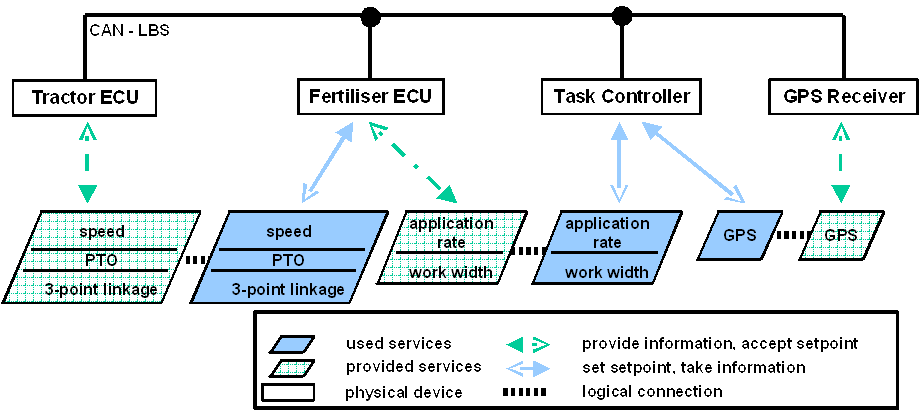 CAN - LBS
Tractor ECU
Fertiliser ECU
Task Controller
GPS Receiver
speed
PTO
3-point linkage
speed
PTO
3-point linkage
application
rate
work width
application
rate
work width
GPS
GPS
used services
provided services
physical device
provide information, accept setpoint
set setpoint, take information
logical connection